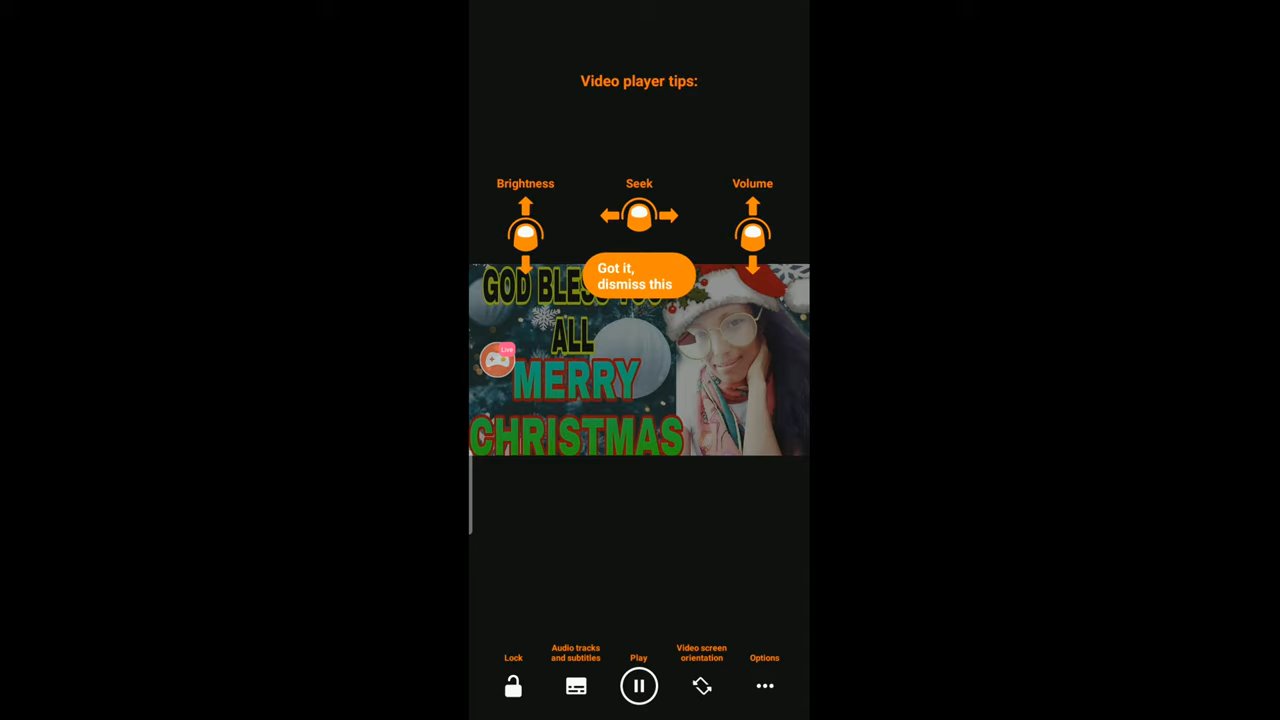 Video player tips:
Brightness
Seek
Volume
Got it,
dismiss this
GOD BLESS YOU
ALL
MERRY
CHRISTMAS
Live
Lock
Audio tracks
and subtitles
Play
Video screen
orientation
Options